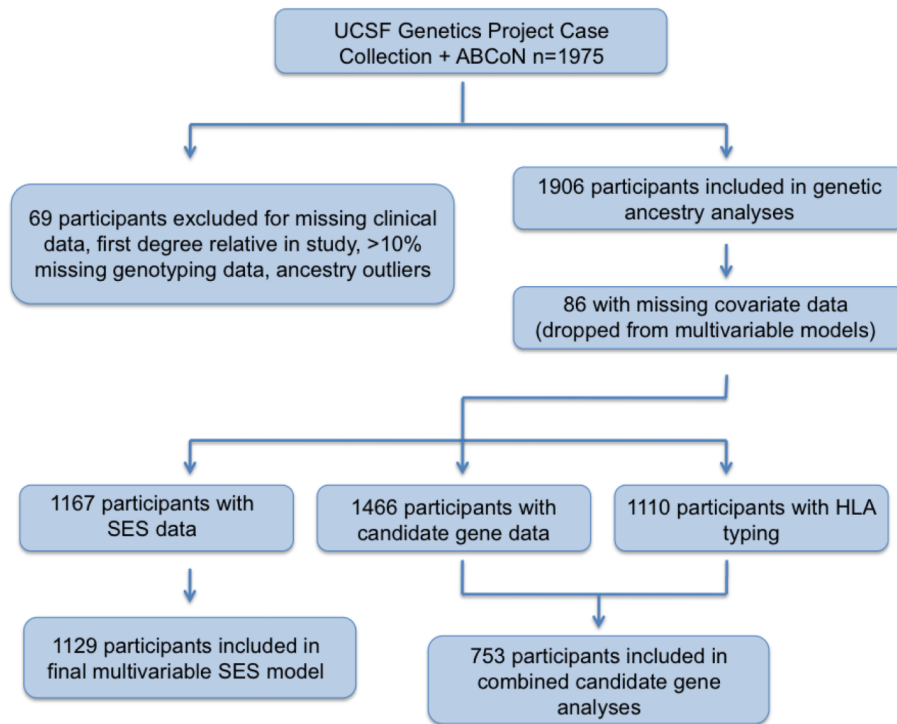 UCSF Genetics Project Case
Collection + ABCoN n=1975
69 participants excluded for missing clinical
data, first degree relative in study, >10%
missing genotyping data, ancestry outliers
1906 participants included in genetic
ancestry analyses
86 with missing covariate data
(dropped from multivariable models)
1167 participants with
SES data
1466 participants with
candidate gene data
1110 participants with HLA
typing
1129 participants included in
final multivariable SES model
753 participants included in
combined candidate gene
analyses